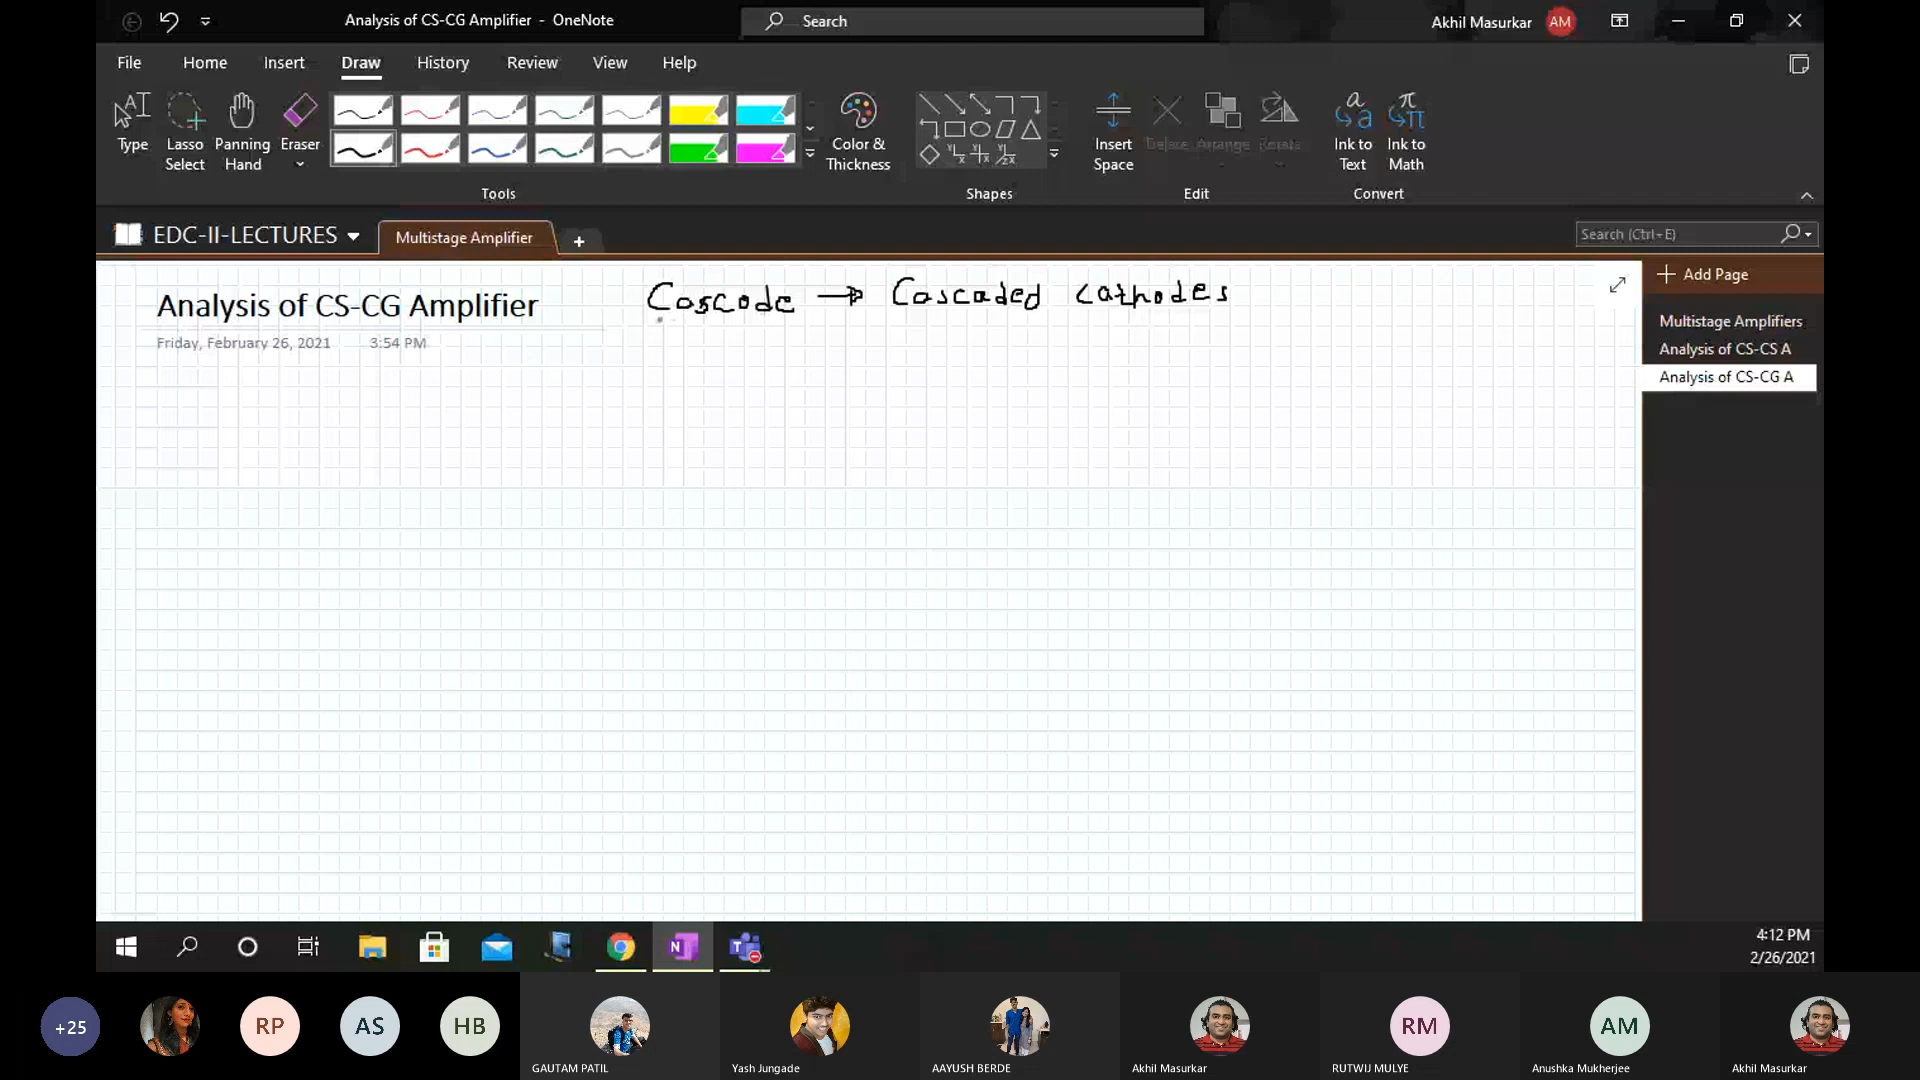 Analysis of CS-CG Amplifier - OneNote
Search
Akhil Masurkar AM
File Home Insert Draw History Review View Help
Type
Lasso Select
Panning Hand
Eraser
Color & Thickness
Insert Space
Delete Arrange Rotate
Ink to Text
Ink to Math
Tools Shapes Edit Convert
EDC-II-LECTURES Multistage Amplifier +
Search (Ctrl+E)
Analysis of CS-CG Amplifier
Cascode → Cascaded cathodes
Friday, February 26, 2021 3:54 PM
Add Page
Multistage Amplifiers
Analysis of CS-CS A
Analysis of CS-CG A
4:12 PM
2/26/2021
+25 RP AS HB RM AM
GAUTAM PATIL Yash Jungade AAYUSH BERDE Akhil Masurkar RUTWIJ MULYE Anushka Mukherjee Akhil Masurkar